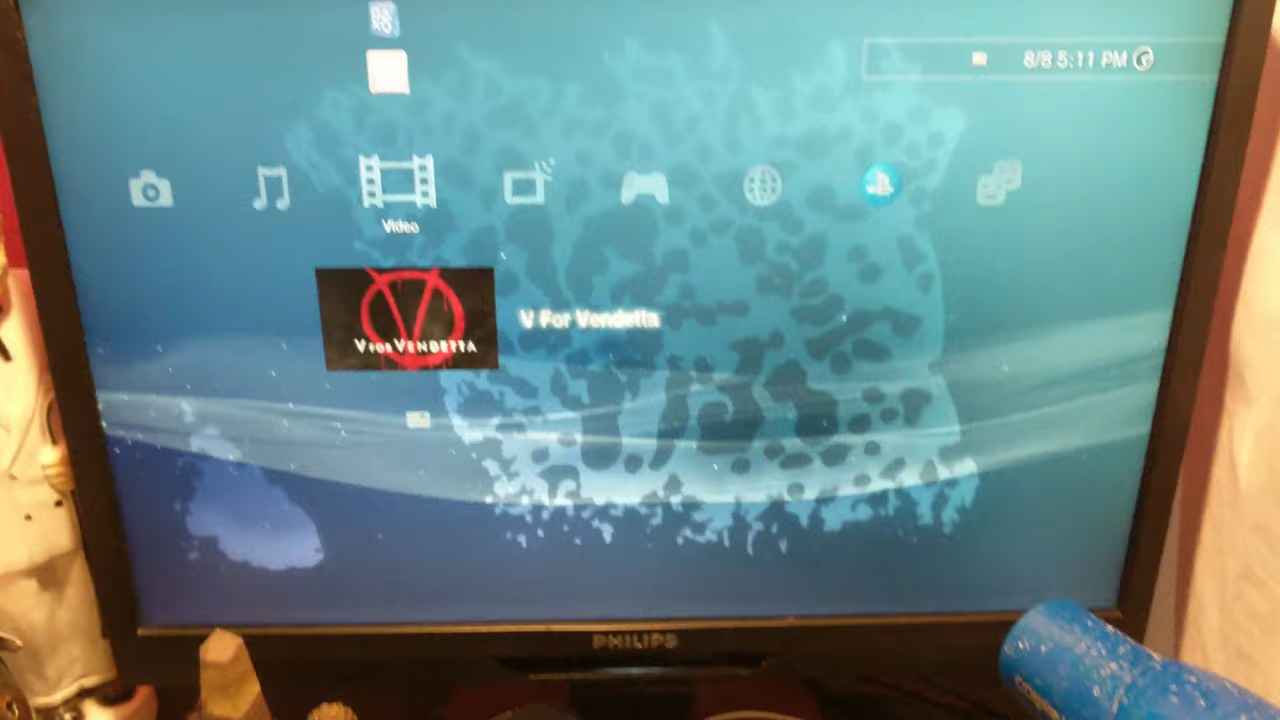 8/8 5:11 PM
Video
V FOR VENDETTA
V For Vendetta
PHILIPS